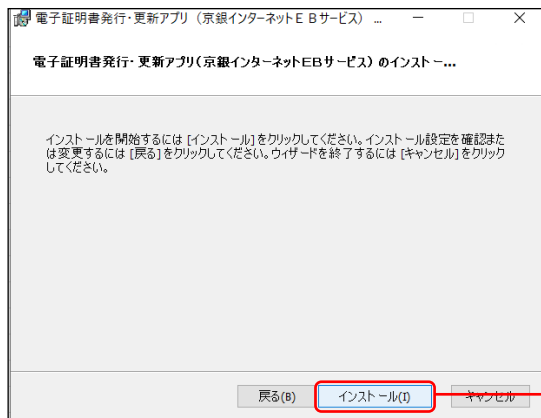 電子証明書発行・更新アプリ（京銀インターネットＥＢサービス） ...
電子証明書発行・更新アプリ（京銀インターネットＥＢサービス）のインストー...
インストールを開始するには [インストール] をクリックしてください。インストール設定を確認また
は変更するには [戻る] をクリックしてください。ウィザードを終了するには [キャンセル] をクリック
してください。
戻る(B) インストール(I) キャンセル